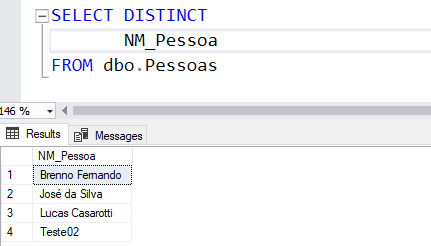 SELECT DISTINCT
NM_Pessoa
FROM dbo.Pessoas
146 %
Results Messages
NM_Pessoa
1 Brenno Fernando
2 José da Silva
3 Lucas Casarotti
4 Teste02